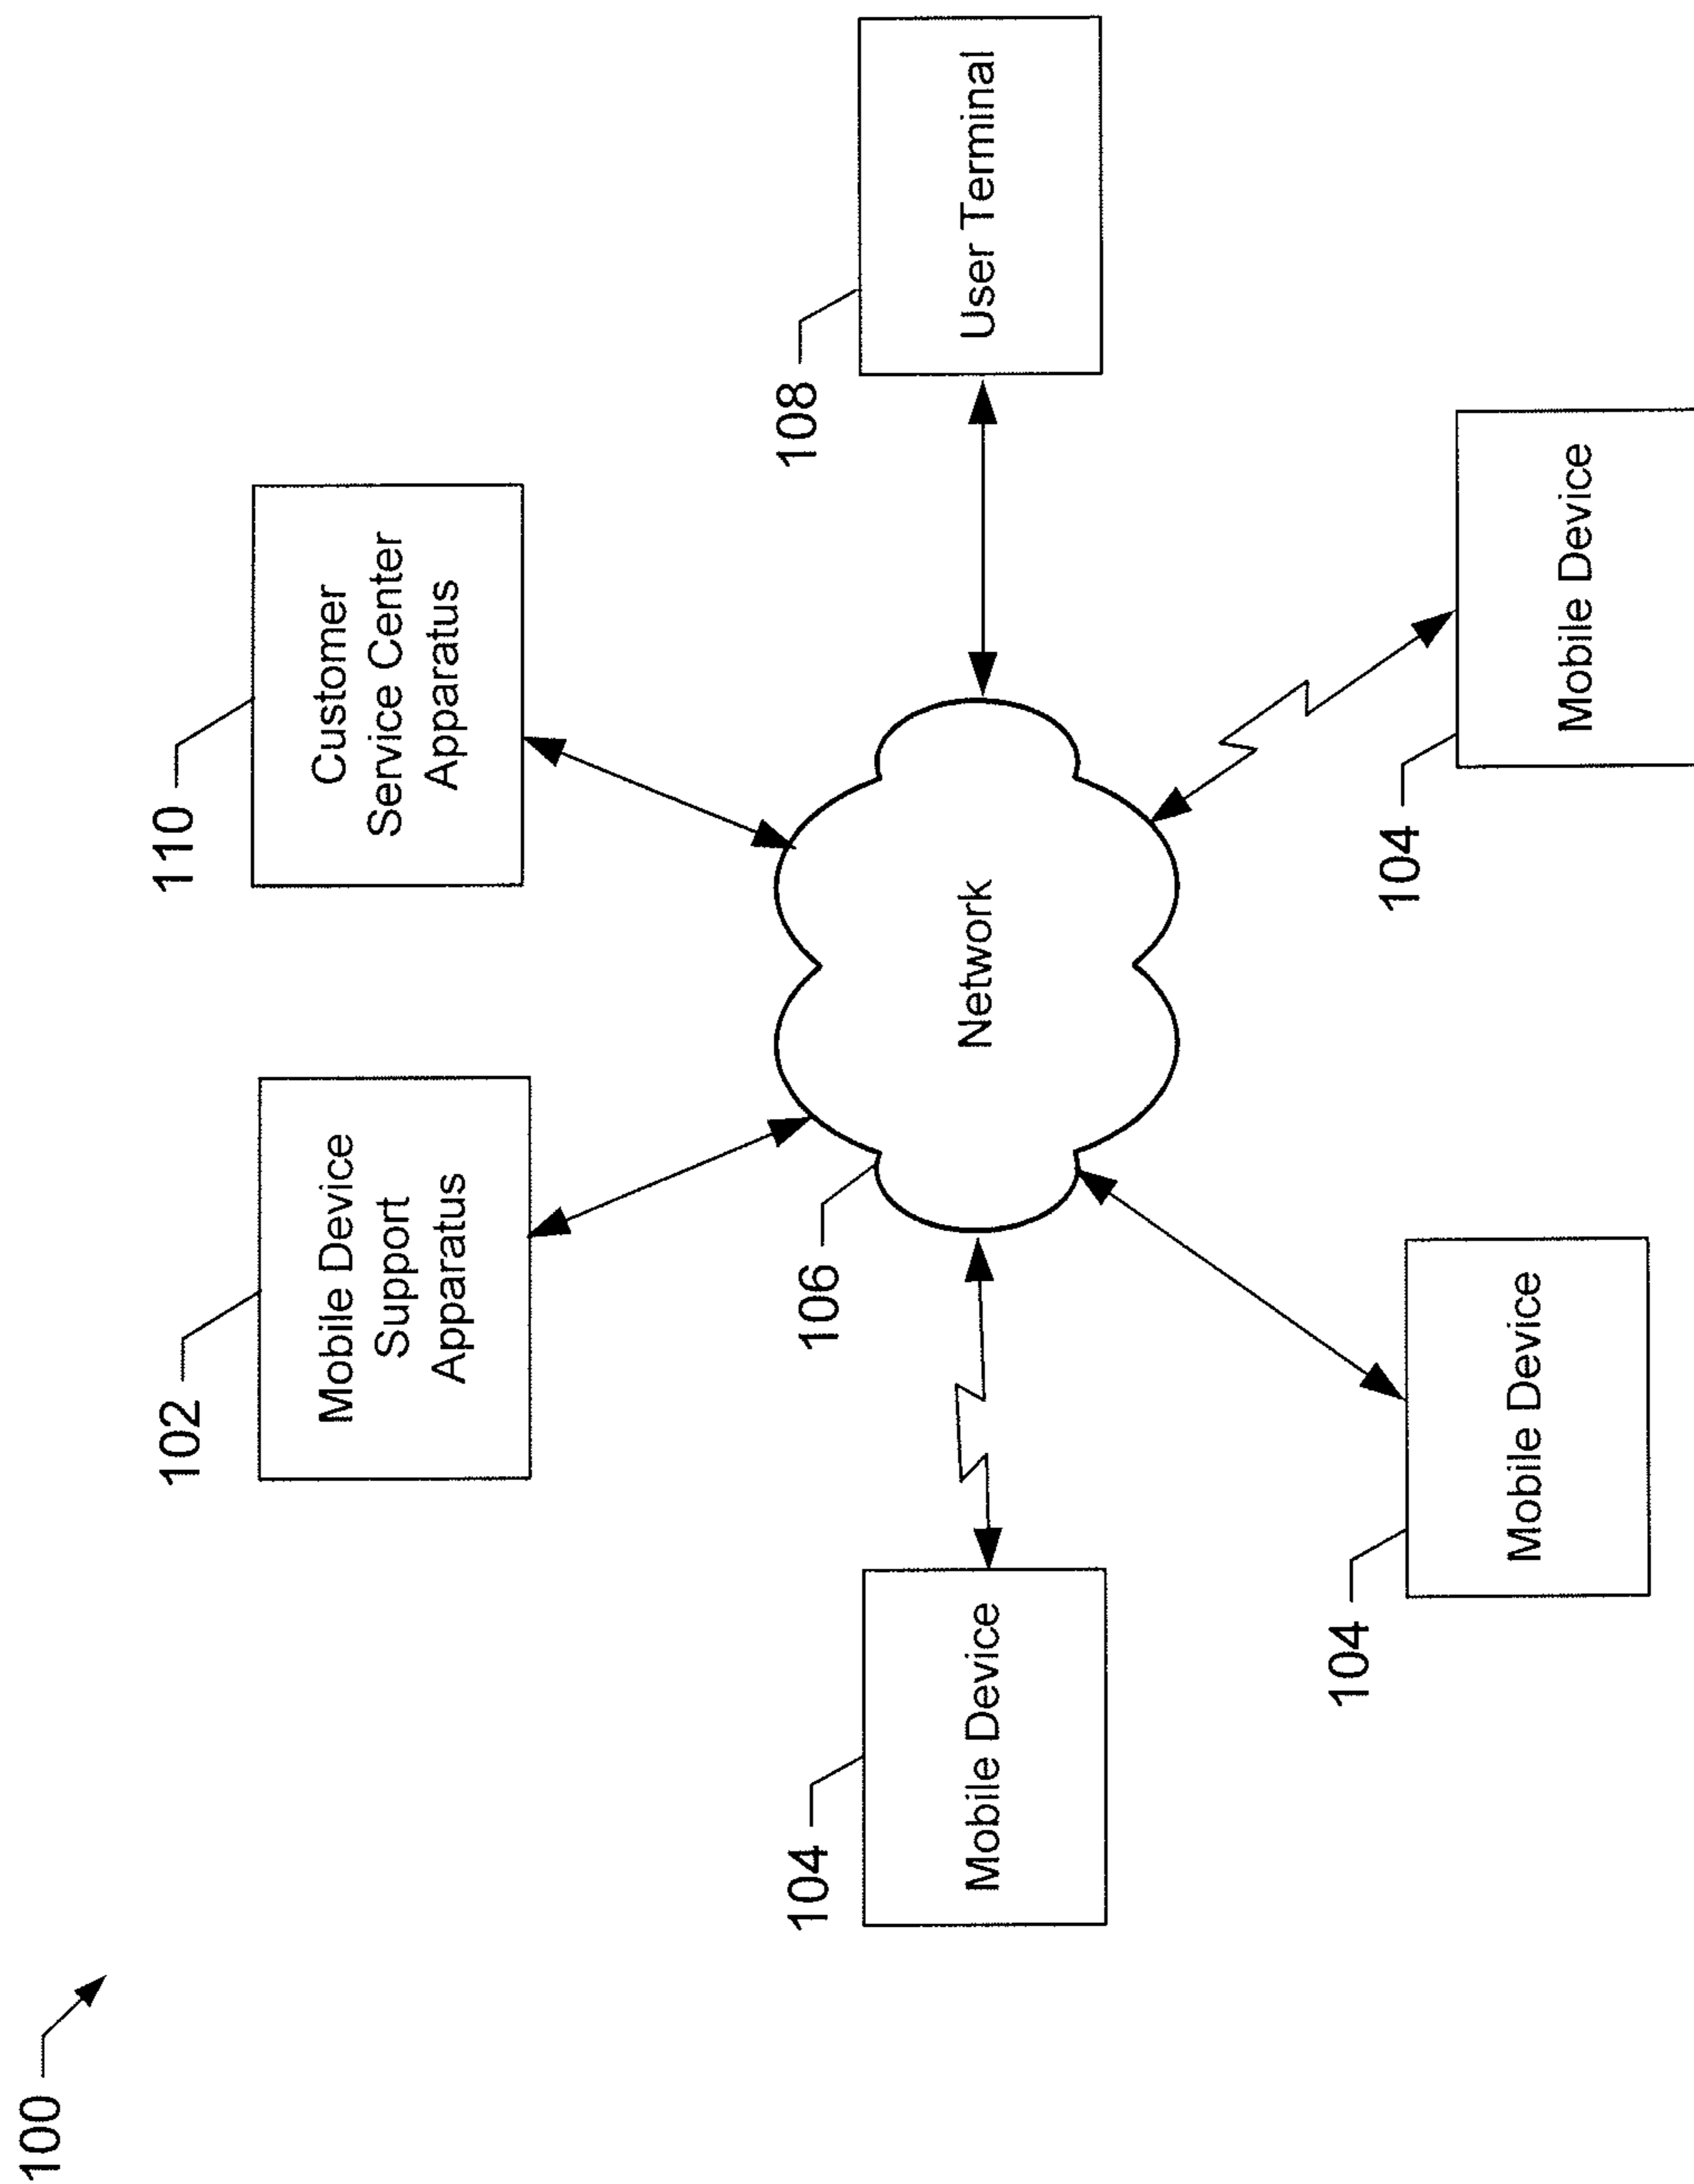 100
102
Mobile Device
Support
Apparatus
110
Customer
Service Center
Apparatus
104
Mobile Device
106
Network
108
User Terminal
104
Mobile Device
104
Mobile Device